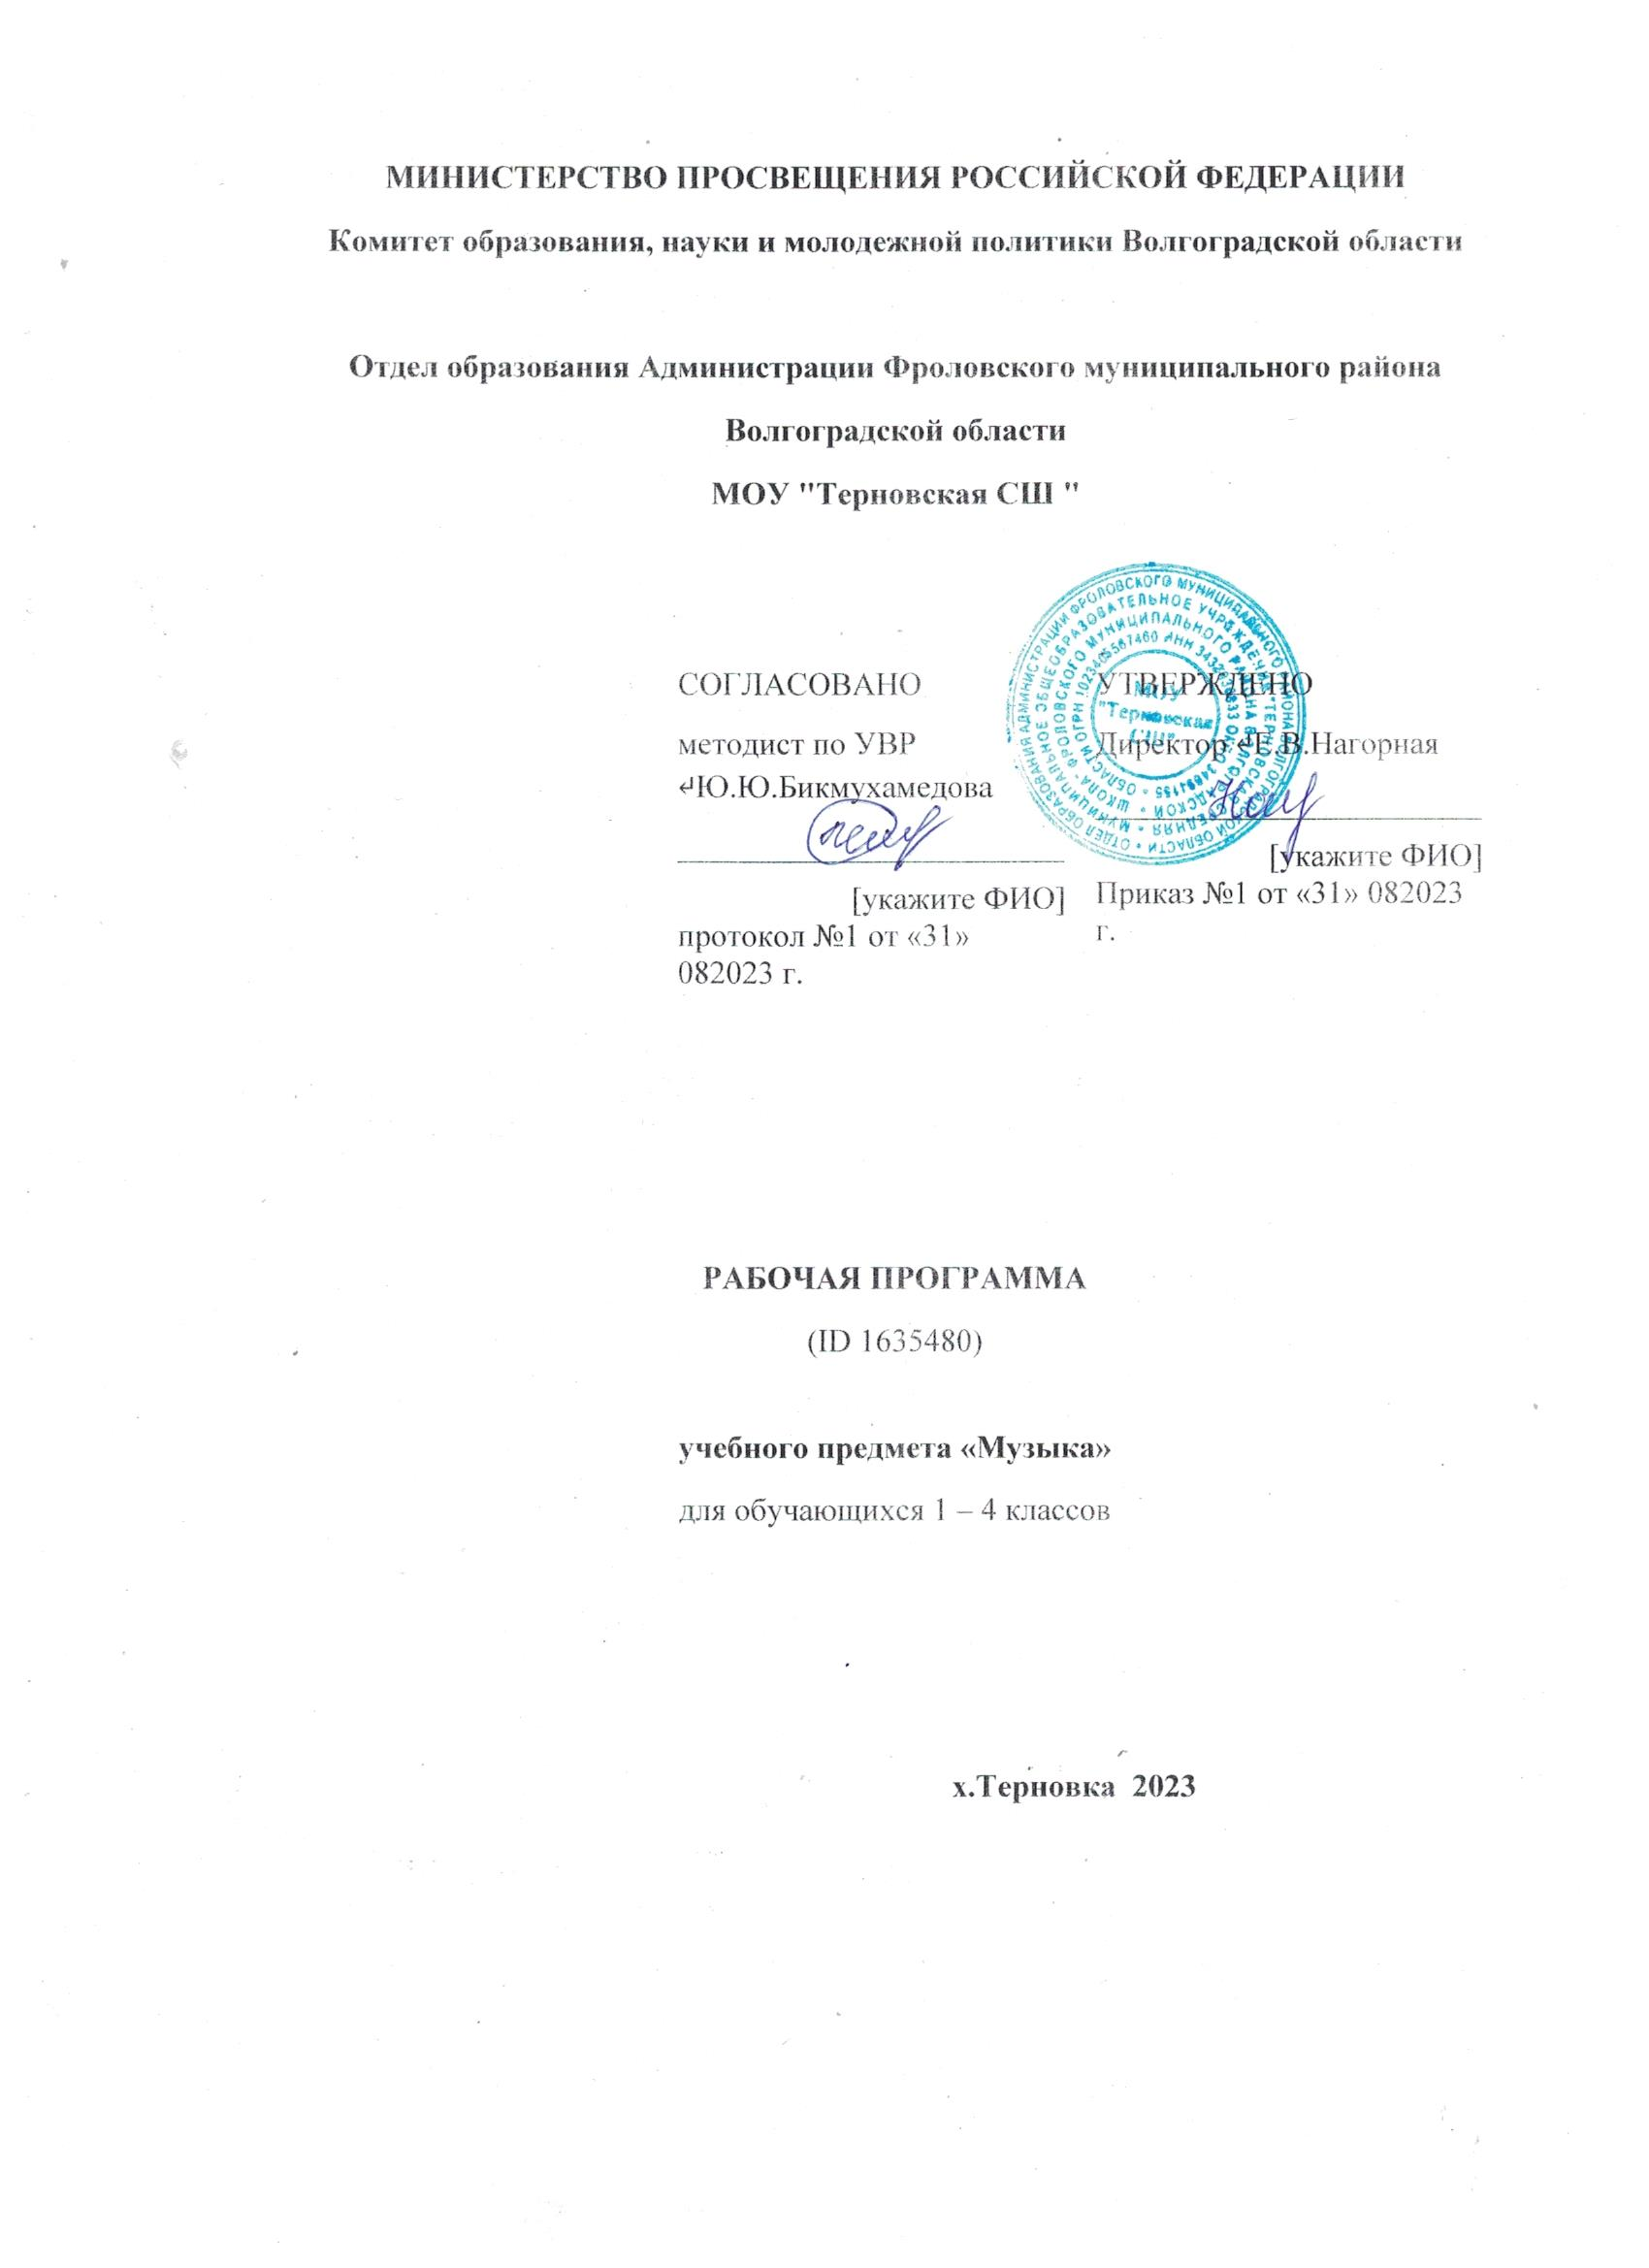 МИНИСТЕРСТВО ПРОСВЕЩЕНИЯ РОССИЙСКОЙ ФЕДЕРАЦИИ
Комитет образования, науки и молодежной политики Волгоградской области
Отдел образования Администрации Фроловского муниципального района
Волгоградской области
МОУ "Терновская СШ "
СОГЛАСОВАНО
методист по УВР
↵Ю.Ю.Бикмухамедова
[укажите ФИО]
протокол №1 от «31»
082023 г.
УТВЕРЖДЕНО
Директор ↵Е.В.Нагорная
[укажите ФИО]
Приказ №1 от «31» 082023
г.
МОУ
"Терновская
СШ"
РАБОЧАЯ ПРОГРАММА
(ID 1635480)
учебного предмета «Музыка»
для обучающихся 1 – 4 классов
х.Терновка 2023